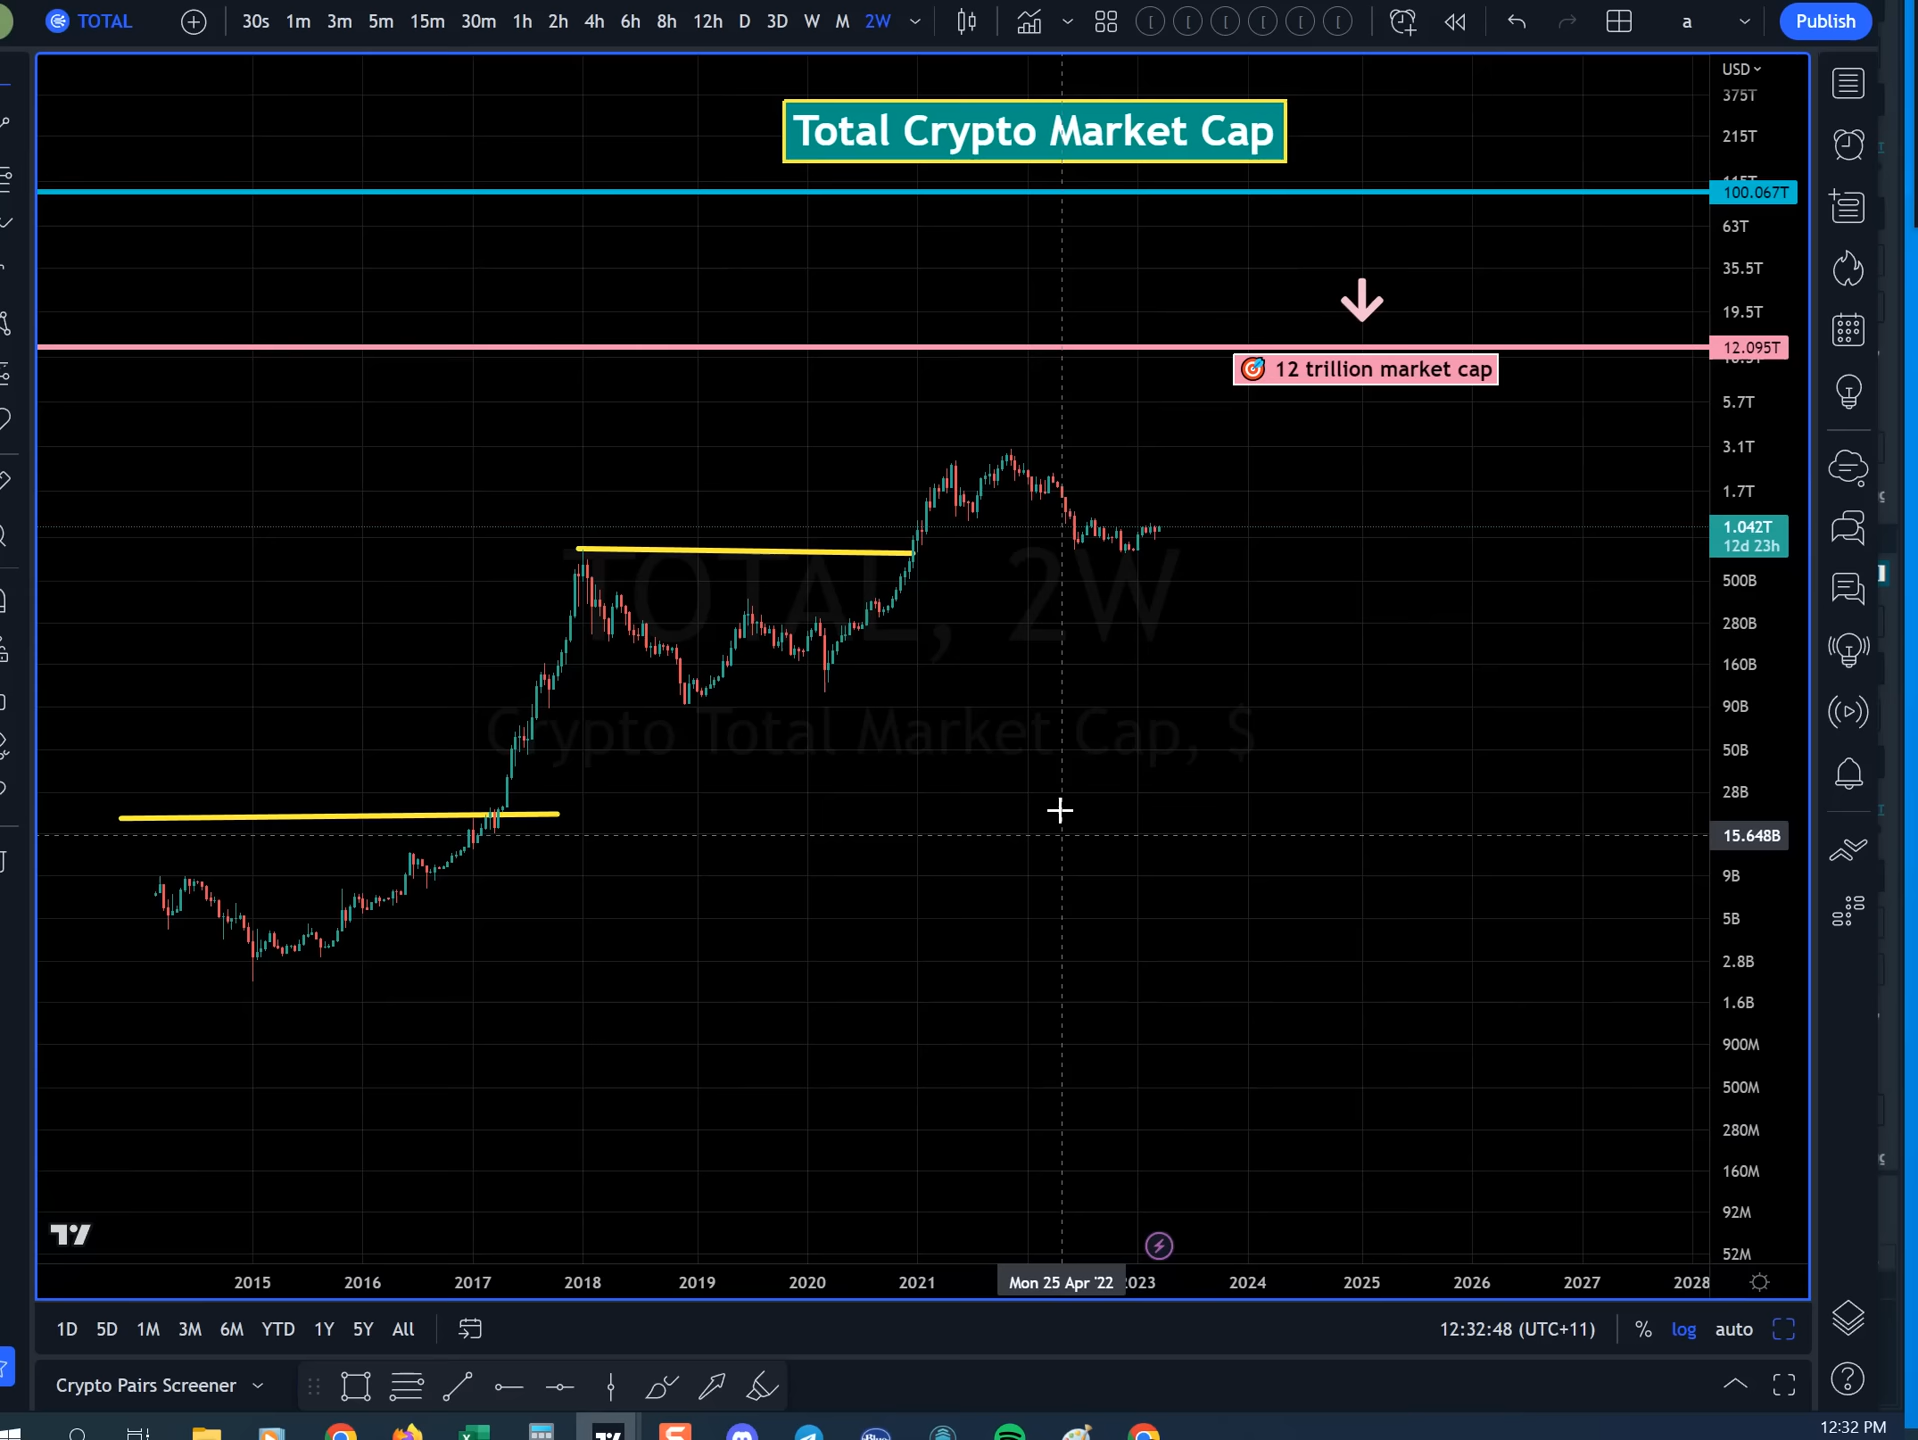 TOTAL
30s 1m 3m 5m 15m 30m 1h 2h 4h 6h 8h 12h D 3D W M 2W
a
Publish
USD
Total Crypto Market Cap
375T
215T
100.067T
63T
35.5T
19.5T
12.095T
🎯 12 trillion market cap
5.7T
3.1T
1.7T
1.042T
12d 23h
TOTAL, 2W
500B
280B
160B
90B
Crypto Total Market Cap, $
50B
28B
15.648B
9B
5B
2.8B
1.6B
900M
500M
280M
160M
92M
52M
2015 2016 2017 2018 2019 2020 2021 Mon 25 Apr '22 2024 2025 2026 2027 2028
1D 5D 1M 3M 6M YTD 1Y 5Y All
12:32:48 (UTC+11) % log auto
Crypto Pairs Screener
12:32 PM